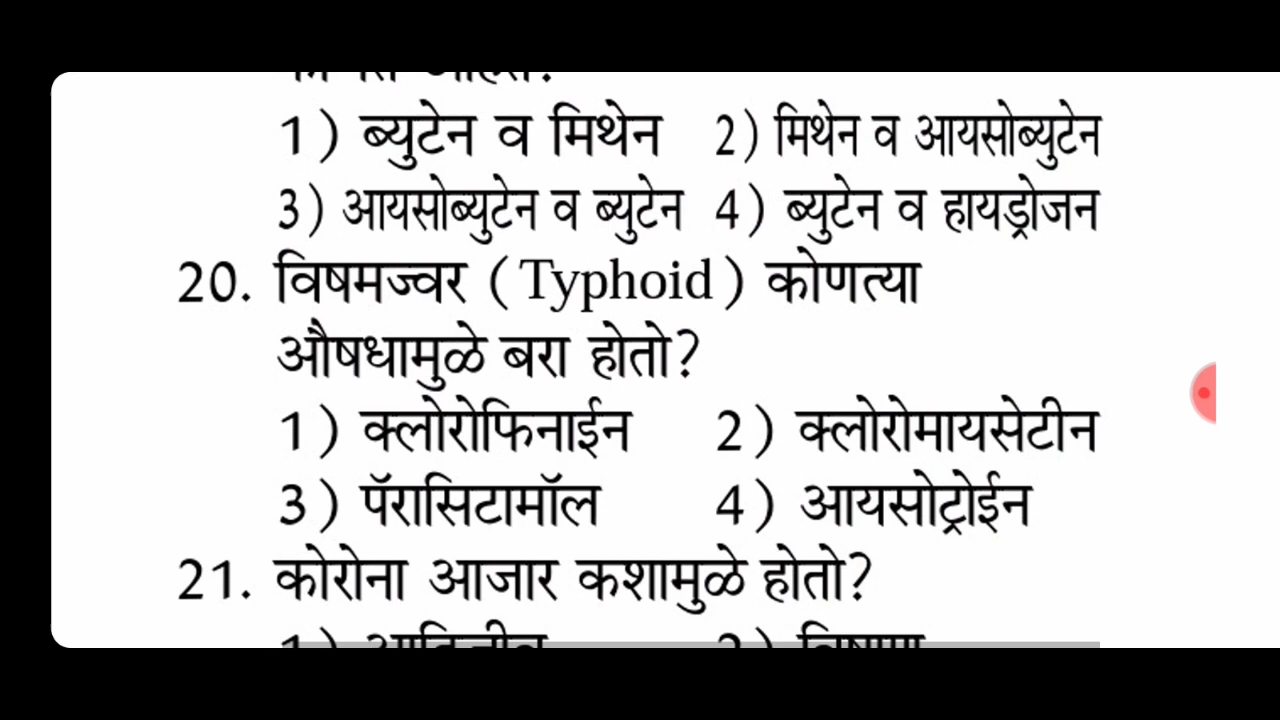 1) ब्युटेन व मिथेन 2) मिथेन व आयसोब्युटेन
3) आयसोब्युटेन व ब्युटेन 4) ब्युटेन व हायड्रोजन
20. विषमज्वर (Typhoid) कोणत्या
औषधामुळे बरा होतो?
1) क्लोरोफिनाईन 2) क्लोरोमायसेटीन
3) पॅरासिटामॉल 4) आयसोट्रोईन
21. कोरोना आजार कशामुळे होतो?